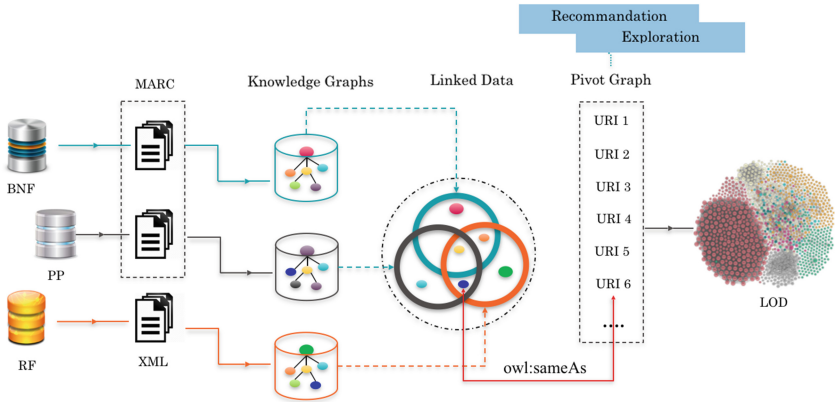 Recommandation
Exploration
MARC
Knowledge Graphs
Linked Data
Pivot Graph
BNF
PP
RF
XML
URI 1
URI 2
URI 3
URI 4
URI 5
URI 6
....
owl:sameAs
LOD